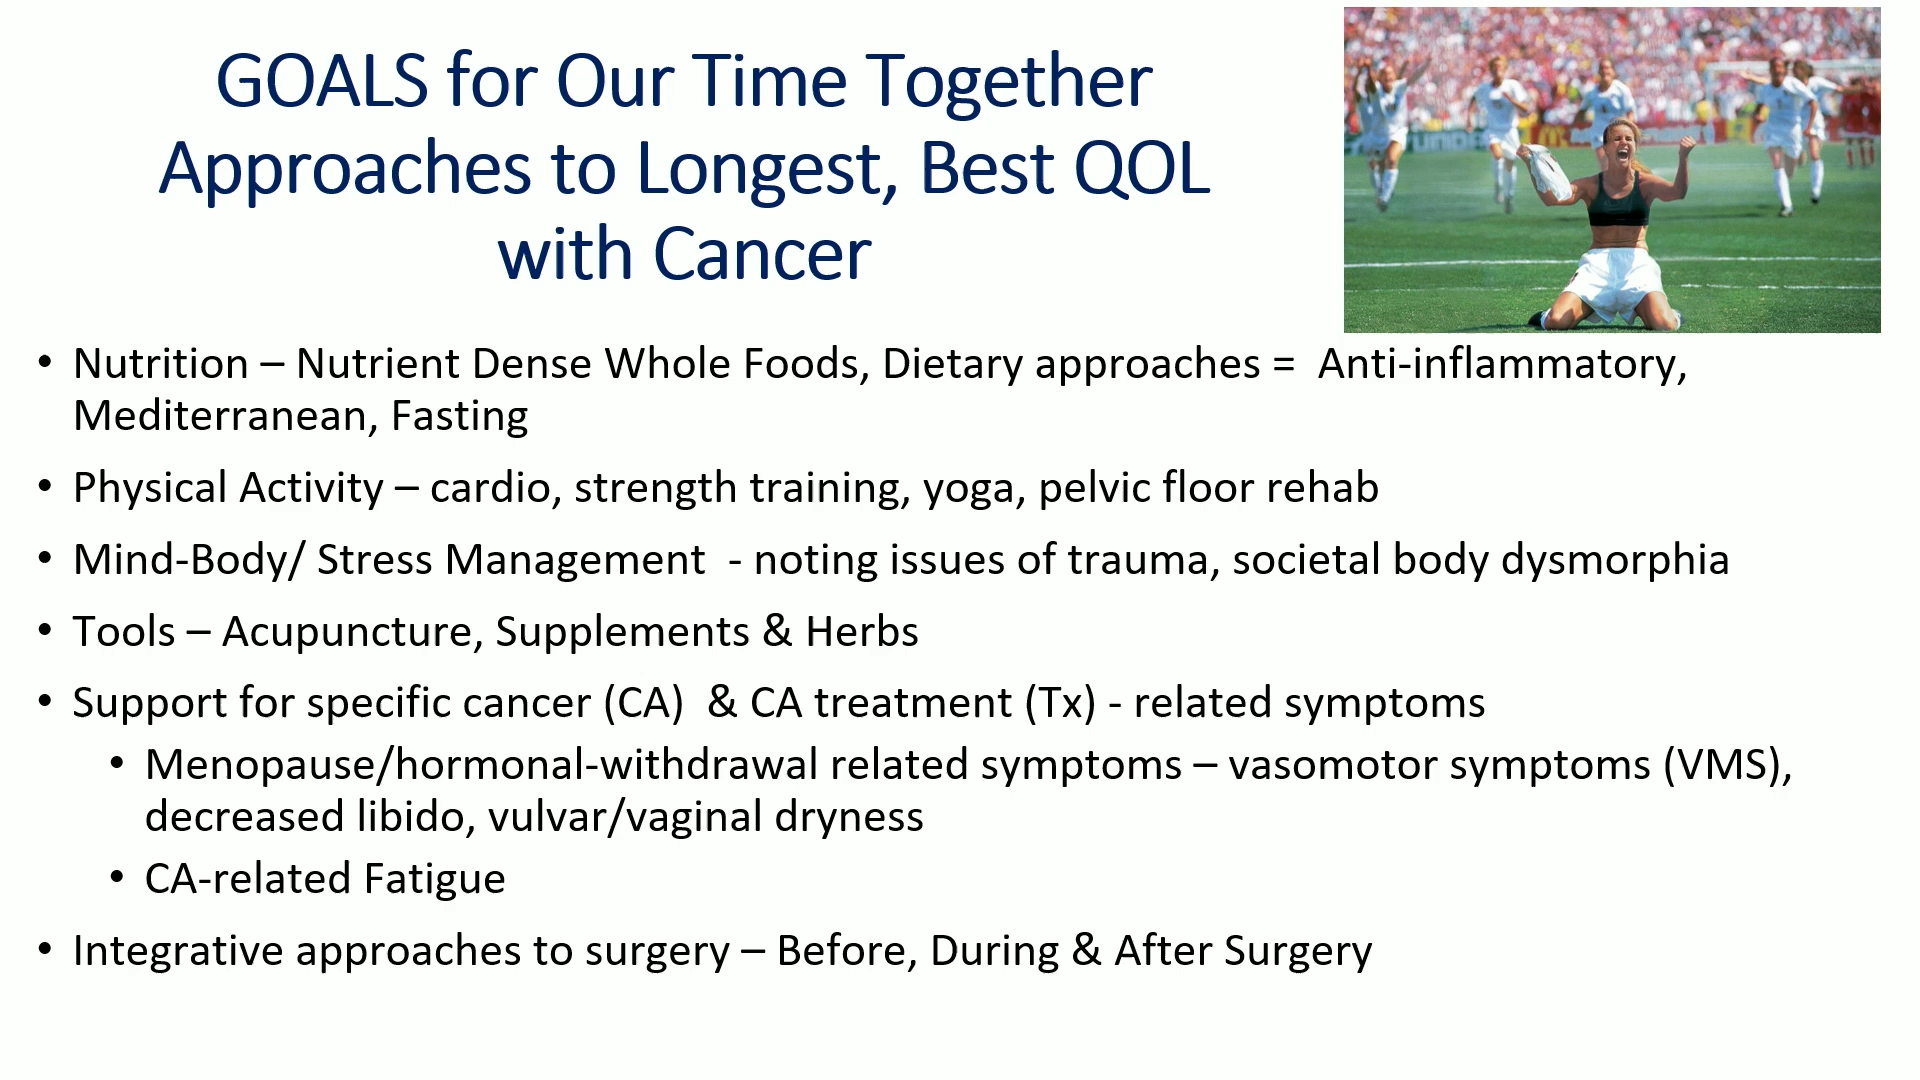 GOALS for Our Time Together
Approaches to Longest, Best QOL
with Cancer
• Nutrition – Nutrient Dense Whole Foods, Dietary approaches =  Anti-inflammatory,
Mediterranean, Fasting
• Physical Activity – cardio, strength training, yoga, pelvic floor rehab
• Mind-Body/ Stress Management  - noting issues of trauma, societal body dysmorphia
• Tools – Acupuncture, Supplements & Herbs
• Support for specific cancer (CA)  & CA treatment (Tx) - related symptoms
• Menopause/hormonal-withdrawal related symptoms – vasomotor symptoms (VMS),
decreased libido, vulvar/vaginal dryness
• CA-related Fatigue
• Integrative approaches to surgery – Before, During & After Surgery